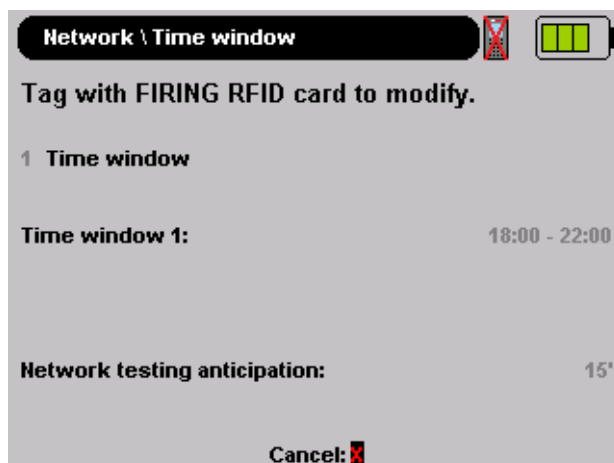 Network \ Time window
Tag with FIRING RFID card to modify.
1 Time window
Time window 1: 18:00 - 22:00
Network testing anticipation: 15'
Cancel: X